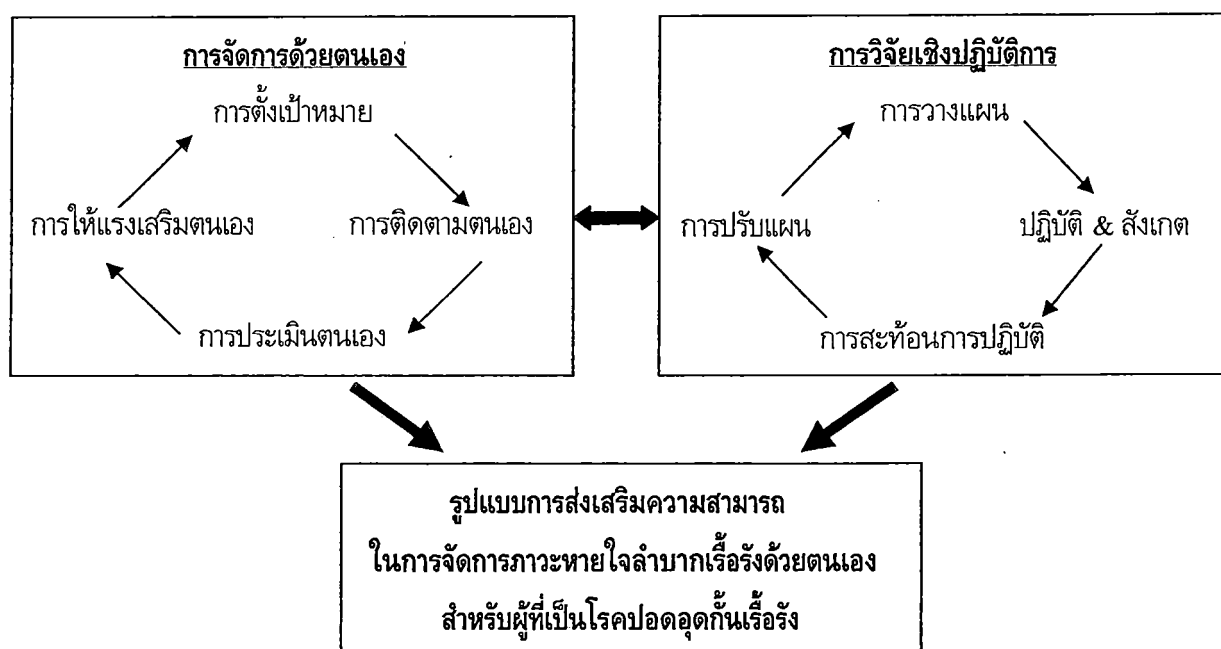 การจัดการด้วยตนเอง
การตั้งเป้าหมาย
การให้แรงเสริมตนเอง
การติดตามตนเอง
การประเมินตนเอง
การวิจัยเชิงปฏิบัติการ
การวางแผน
การปรับแผน
ปฏิบัติ & สังเกต
การสะท้อนการปฏิบัติ
รูปแบบการส่งเสริมความสามารถ
ในการจัดการภาวะหายใจลำบากเรื้อรังด้วยตนเอง
สำหรับผู้ที่เป็นโรคปอดอุดกั้นเรื้อรัง